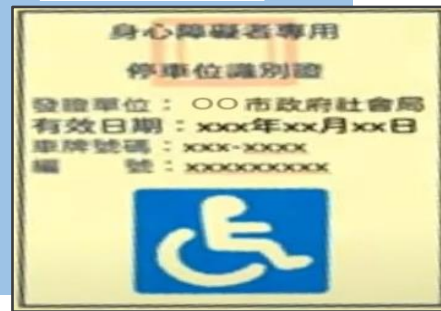 身心障礙者專用
停車位識別證
發證單位：○○市政府社會局
有效日期：xxx年xx月xx日
車牌號碼：xxx-xxxx
編　　號：xxxxxxxxx